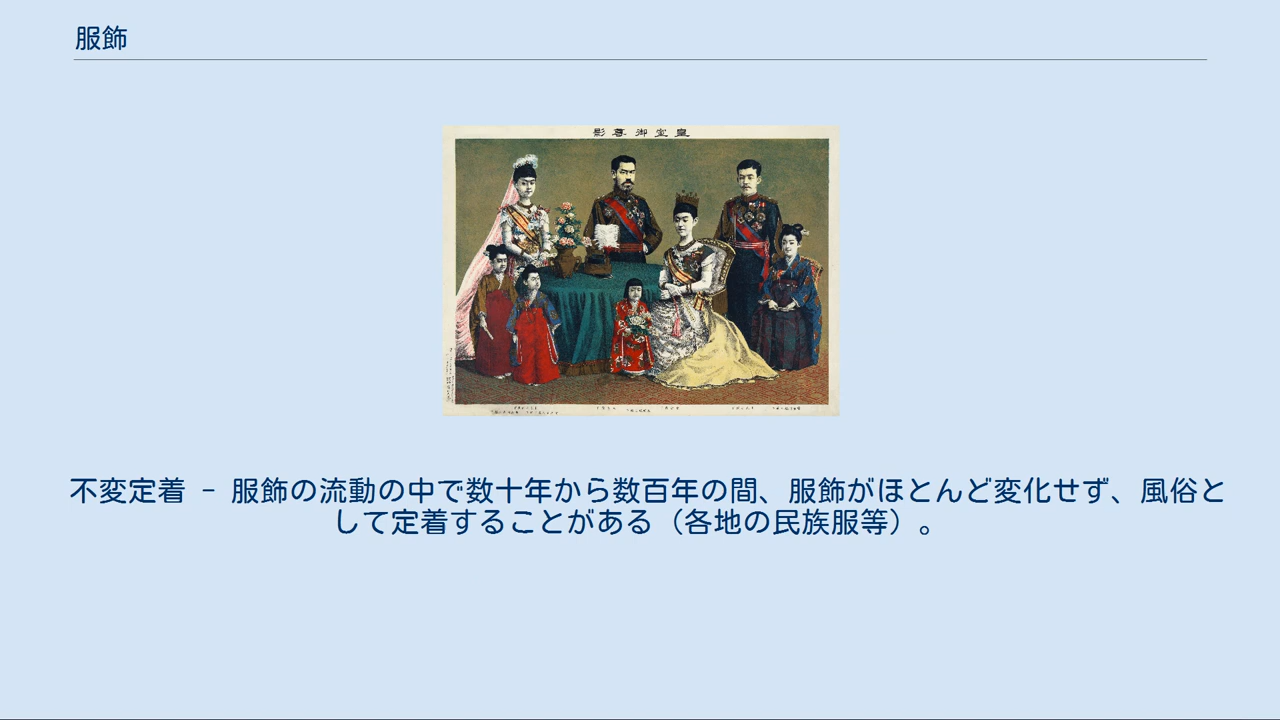 服飾
影尊御室皇
不変定着 － 服飾の流動の中で数十年から数百年の間、服飾がほとんど変化せず、風俗と
して定着することがある（各地の民族服等）。